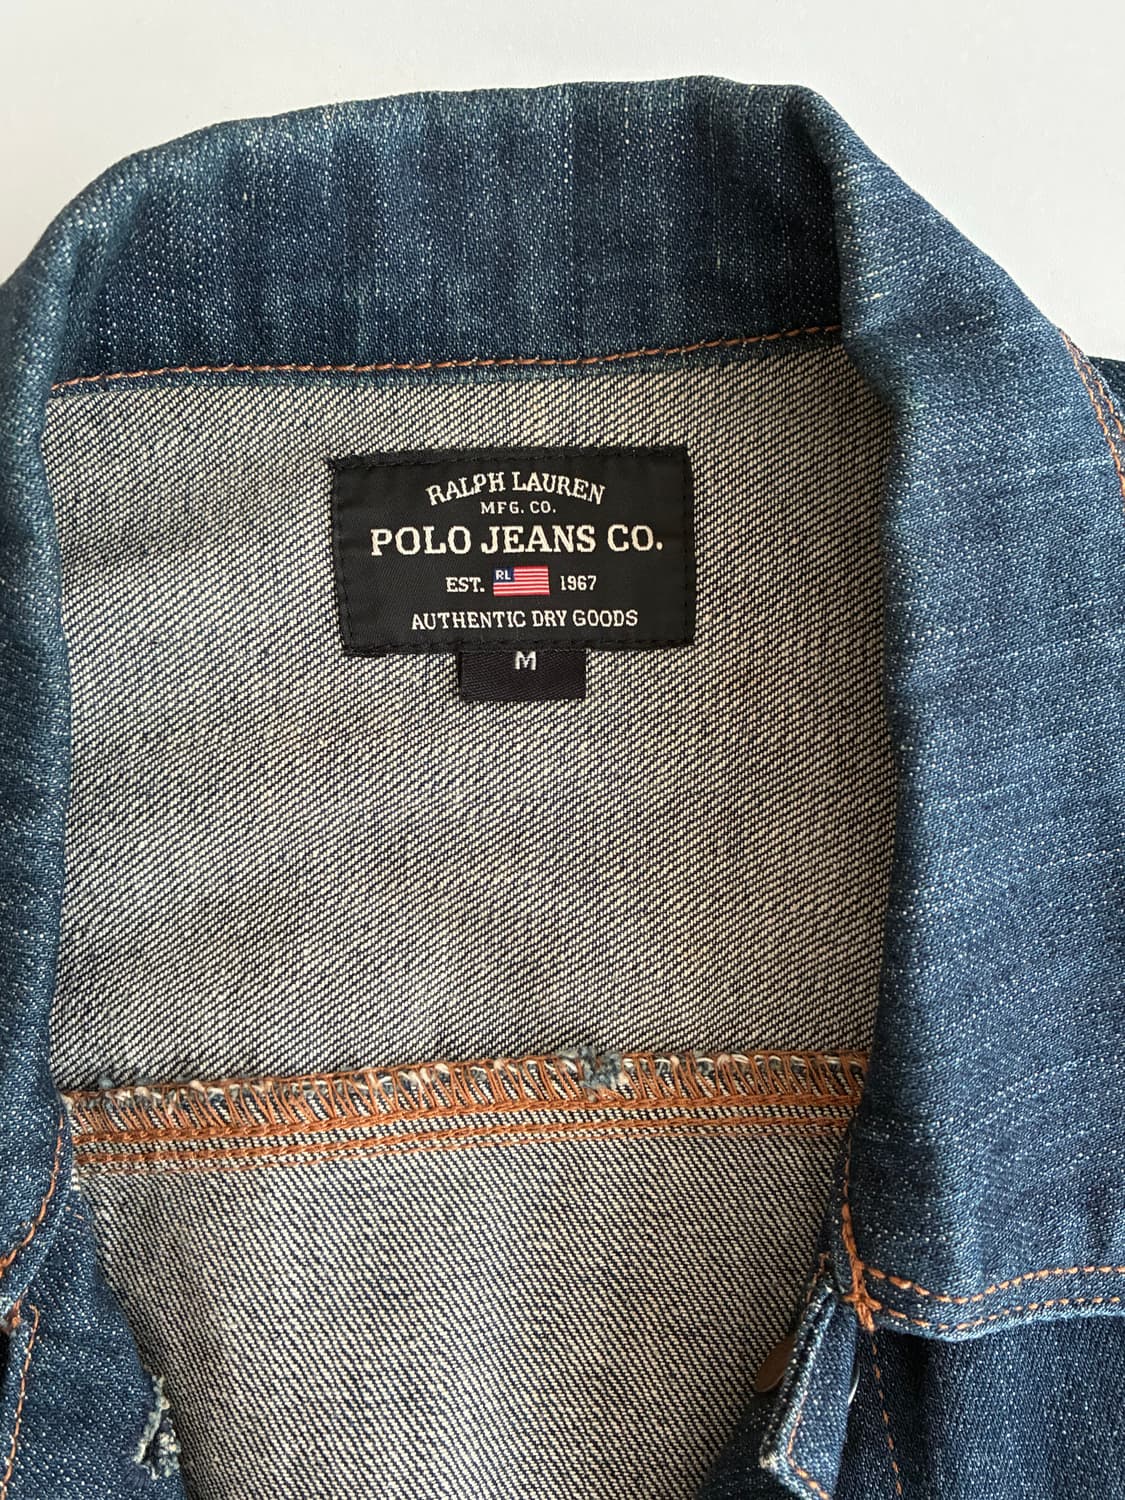 RALPH LAUREN
MFG. CO.
POLO JEANS CO.
EST. RL 1967
AUTHENTIC DRY GOODS
M